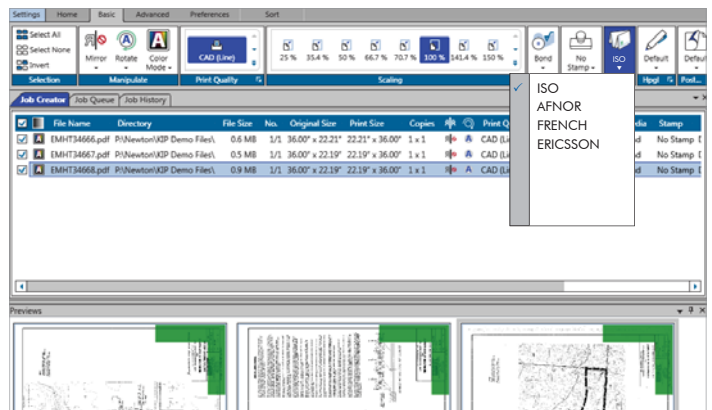 Settings Home Basic Advanced Preferences Sort
Select All
Select None
Invert
Mirror
Rotate
Color
Mode
CAD (Line)
25 % 35.4 % 50 % 66.7 % 70.7 % 100 % 141.4 % 150 %
Bond
No
Stamp
ISO
Default
Defau
Selection Manipulate Print Quality Scaling Hpgl
ISO
AFNOR
FRENCH
ERICSSON
Job Creator Job Queue Job History
File Name Directory File Size No. Original Size Print Size Copies Print Q dia Stamp
EMHT34666.pdf P:\Newton\KIP Demo Files\ 0.6 MB 1/1 36.00" x 22.21" 22.21" x 36.00" 1 x 1 CAD (Li d No Stamp
EMHT34667.pdf P:\Newton\KIP Demo Files\ 0.5 MB 1/1 36.00" x 22.19" 22.19" x 36.00" 1 x 1 A CAD (Li d No Stamp
EMHT34668.pdf P:\Newton\KIP Demo Files\ 0.9 MB 1/1 36.00" x 22.19" 22.19" x 36.00" 1 x 1 A CAD (Li d No Stamp
Previews